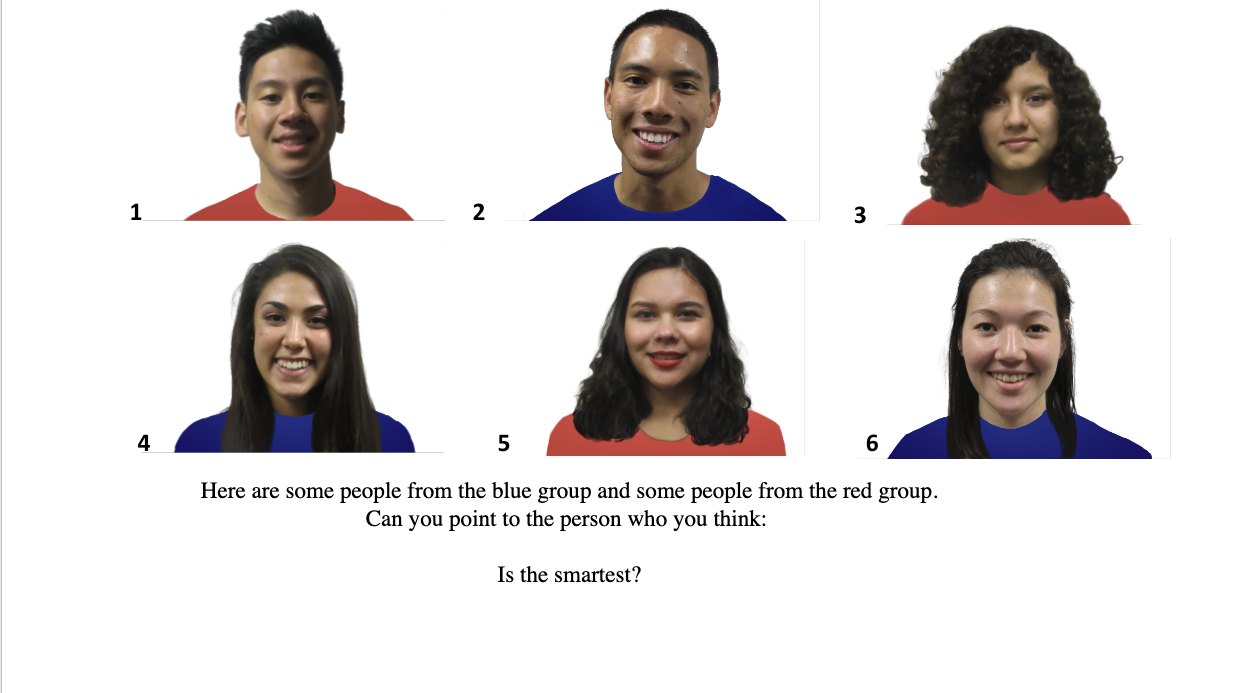 1
2
3
4
5
6
Here are some people from the blue group and some people from the red group.
Can you point to the person who you think:
Is the smartest?